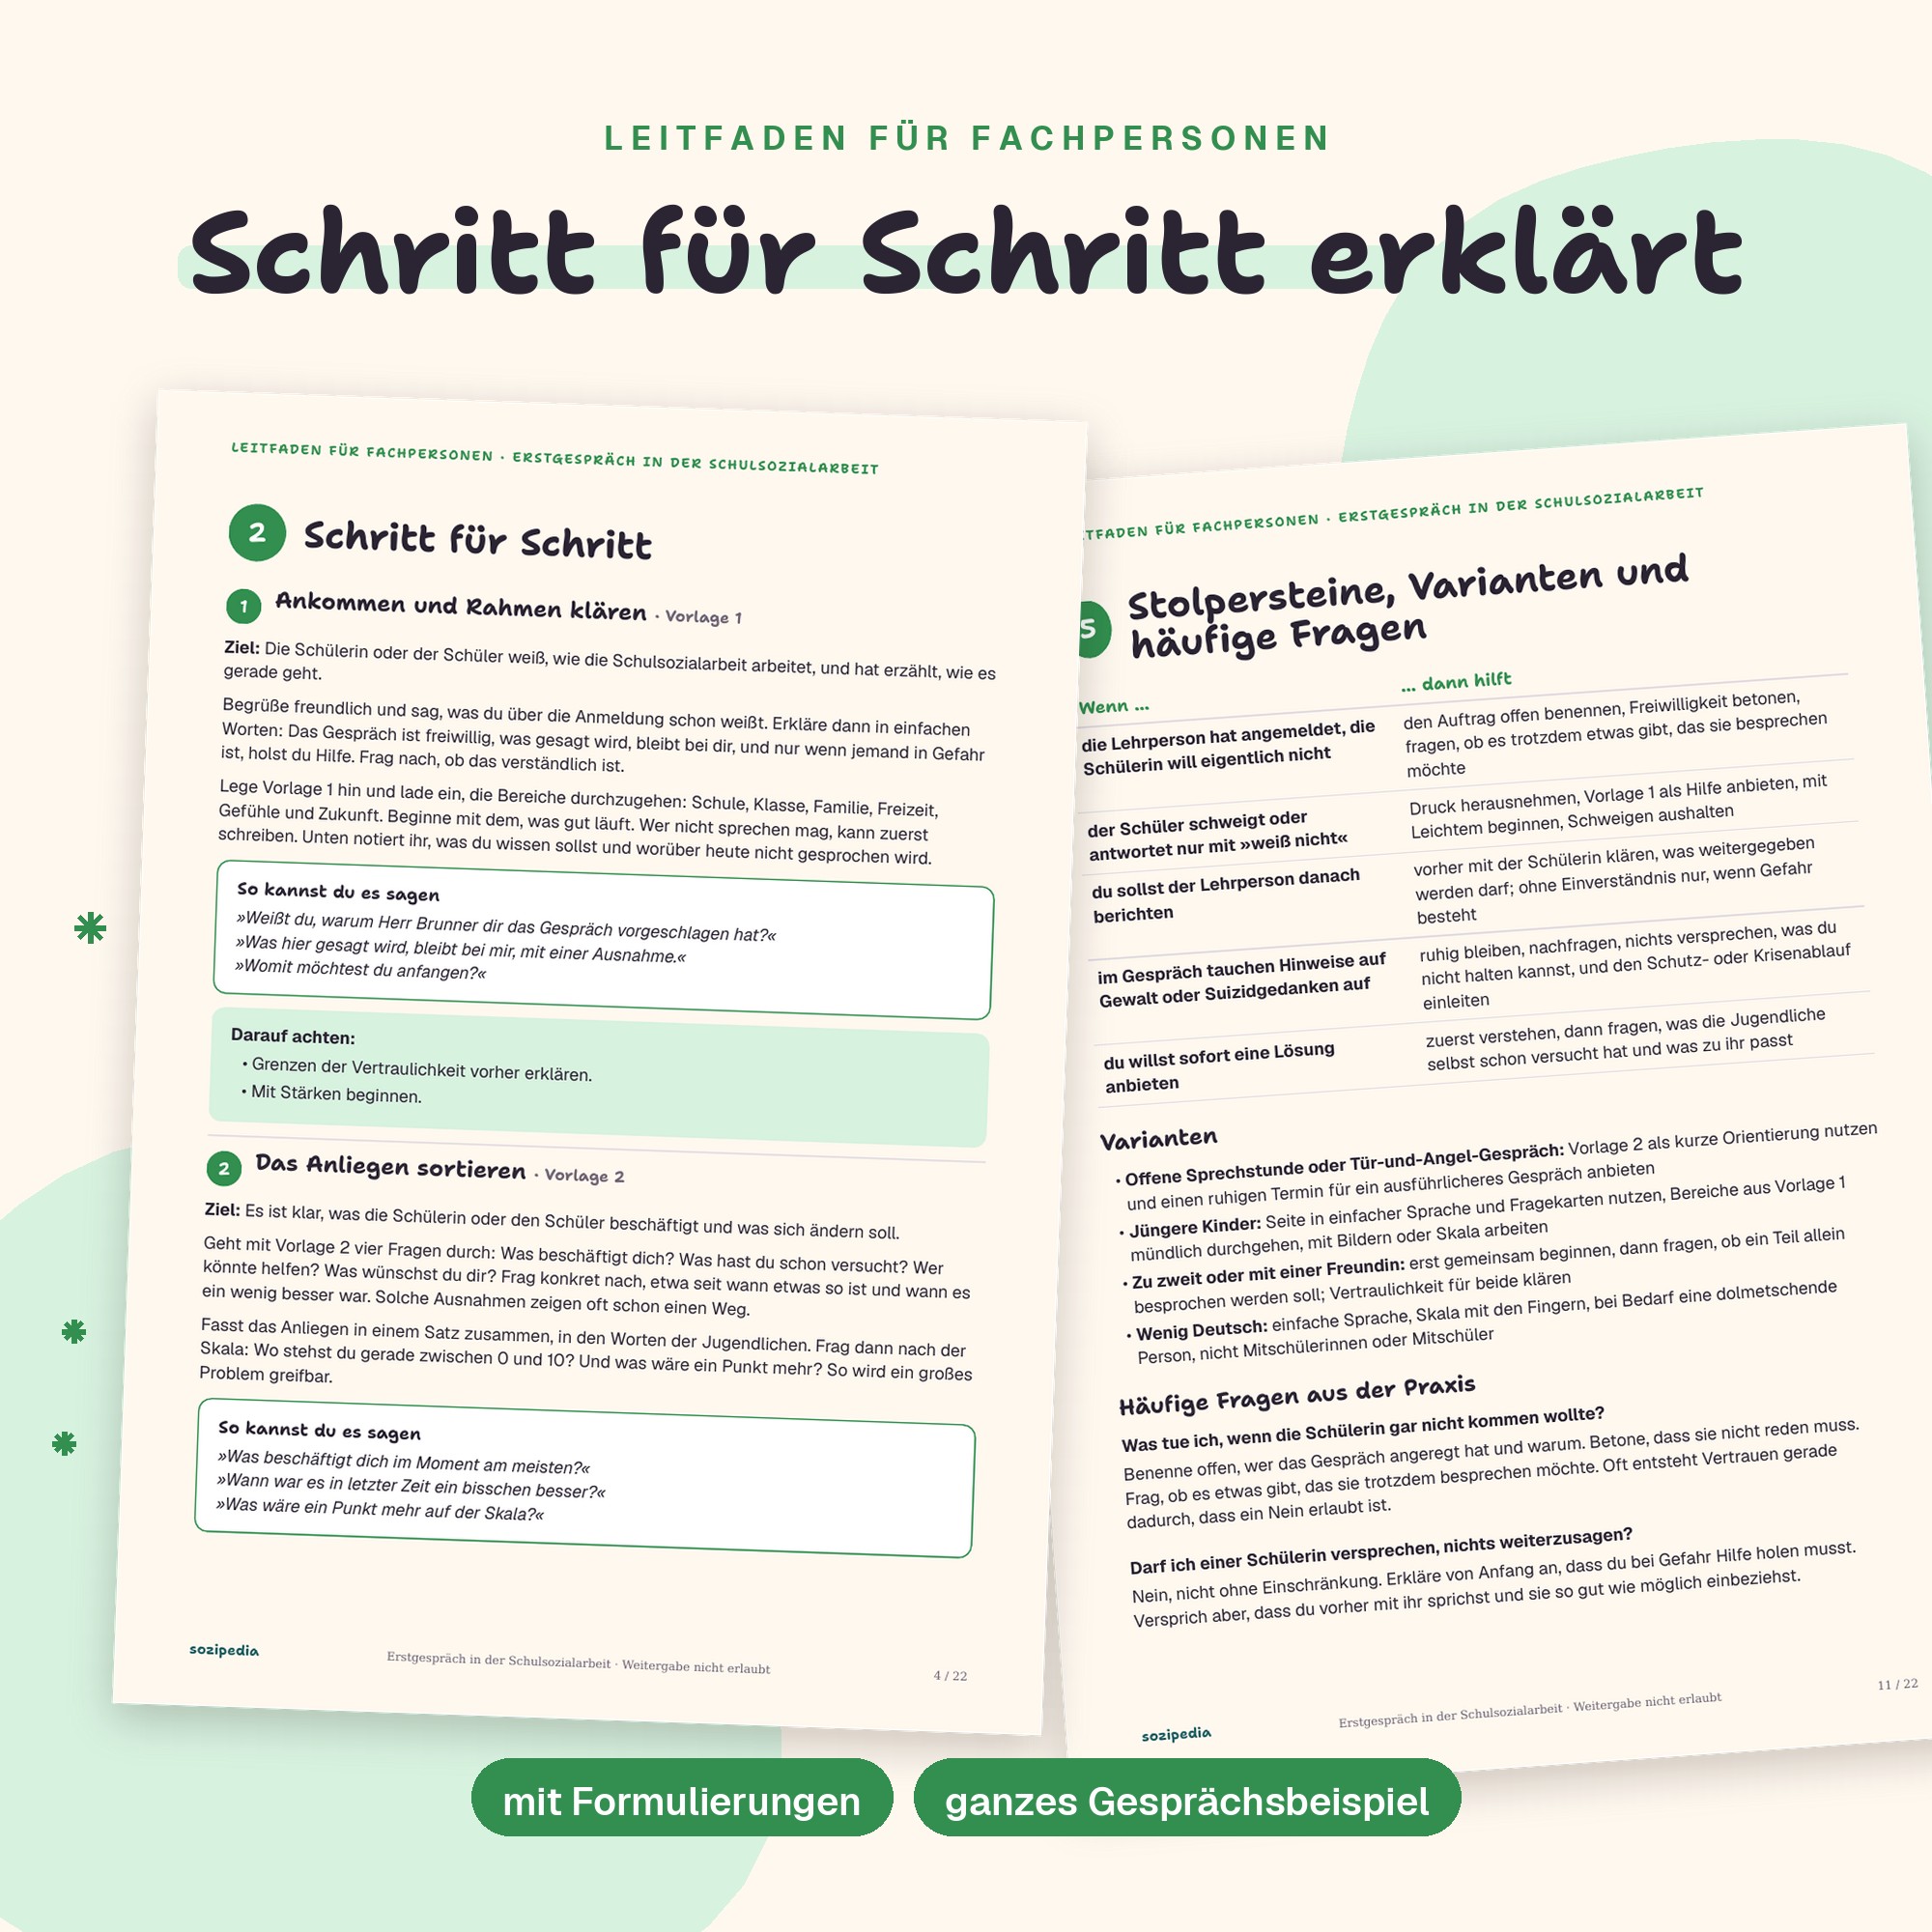 LEITFADEN FÜR FACHPERSONEN
Schritt für Schritt erklärt
LEITFADEN FÜR FACHPERSONEN · ERSTGESPRÄCH IN DER SCHULSOZIALARBEIT
2 Schritt für Schritt
1 Ankommen und Rahmen klären · Vorlage 1
Ziel: Die Schülerin oder der Schüler weiß, wie die Schulsozialarbeit arbeitet, und hat erzählt, wie es
gerade geht.
Begrüße freundlich und sag, was du über die Anmeldung schon weißt. Erkläre dann in einfachen
Worten: Das Gespräch ist freiwillig, was gesagt wird, bleibt bei dir, und nur wenn jemand in Gefahr
ist, holst du Hilfe. Frag nach, ob das verständlich ist.
Lege Vorlage 1 hin und lade ein, die Bereiche durchzugehen: Schule, Klasse, Familie, Freizeit,
Gefühle und Zukunft. Beginne mit dem, was gut läuft. Wer nicht sprechen mag, kann zuerst
schreiben. Unten notiert ihr, was du wissen sollst und worüber heute nicht gesprochen wird.
So kannst du es sagen
»Weißt du, warum Herr Brunner dir das Gespräch vorgeschlagen hat?«
»Was hier gesagt wird, bleibt bei mir, mit einer Ausnahme.«
»Womit möchtest du anfangen?«
Darauf achten:
• Grenzen der Vertraulichkeit vorher erklären.
• Mit Stärken beginnen.
2 Das Anliegen sortieren · Vorlage 2
Ziel: Es ist klar, was die Schülerin oder den Schüler beschäftigt und was sich ändern soll.
Geht mit Vorlage 2 vier Fragen durch: Was beschäftigt dich? Was hast du schon versucht? Wer
könnte helfen? Was wünschst du dir? Frag konkret nach, etwa seit wann etwas so ist und wann es
ein wenig besser war. Solche Ausnahmen zeigen oft schon einen Weg.
Fasst das Anliegen in einem Satz zusammen, in den Worten der Jugendlichen. Frag dann nach der
Skala: Wo stehst du gerade zwischen 0 und 10? Und was wäre ein Punkt mehr? So wird ein großes
Problem greifbar.
So kannst du es sagen
»Was beschäftigt dich im Moment am meisten?«
»Wann war es in letzter Zeit ein bisschen besser?«
»Was wäre ein Punkt mehr auf der Skala?«
sozipedia
Erstgespräch in der Schulsozialarbeit · Weitergabe nicht erlaubt
4 / 22
TFADEN FÜR FACHPERSONEN · ERSTGESPRÄCH IN DER SCHULSOZIALARBEIT
5 Stolpersteine, Varianten und
häufige Fragen
Wenn ...
... dann hilft
die Lehrperson hat angemeldet, die
Schülerin will eigentlich nicht
den Auftrag offen benennen, Freiwilligkeit betonen,
fragen, ob es trotzdem etwas gibt, das sie besprechen
möchte
der Schüler schweigt oder
antwortet nur mit »weiß nicht«
Druck herausnehmen, Vorlage 1 als Hilfe anbieten, mit
Leichtem beginnen, Schweigen aushalten
du sollst der Lehrperson danach
berichten
vorher mit der Schülerin klären, was weitergegeben
werden darf; ohne Einverständnis nur, wenn Gefahr
besteht
im Gespräch tauchen Hinweise auf
Gewalt oder Suizidgedanken auf
ruhig bleiben, nachfragen, nichts versprechen, was du
nicht halten kannst, und den Schutz- oder Krisenablauf
einleiten
du willst sofort eine Lösung
anbieten
zuerst verstehen, dann fragen, was die Jugendliche
selbst schon versucht hat und was zu ihr passt
Varianten
• Offene Sprechstunde oder Tür-und-Angel-Gespräch: Vorlage 2 als kurze Orientierung nutzen
und einen ruhigen Termin für ein ausführlicheres Gespräch anbieten
• Jüngere Kinder: Seite in einfacher Sprache und Fragekarten nutzen, Bereiche aus Vorlage 1
mündlich durchgehen, mit Bildern oder Skala arbeiten
• Zu zweit oder mit einer Freundin: erst gemeinsam beginnen, dann fragen, ob ein Teil allein
besprochen werden soll; Vertraulichkeit für beide klären
• Wenig Deutsch: einfache Sprache, Skala mit den Fingern, bei Bedarf eine dolmetschende
Person, nicht Mitschülerinnen oder Mitschüler
Häufige Fragen aus der Praxis
Was tue ich, wenn die Schülerin gar nicht kommen wollte?
Benenne offen, wer das Gespräch angeregt hat und warum. Betone, dass sie nicht reden muss.
Frag, ob es etwas gibt, das sie trotzdem besprechen möchte. Oft entsteht Vertrauen gerade
dadurch, dass ein Nein erlaubt ist.
Darf ich einer Schülerin versprechen, nichts weiterzusagen?
Nein, nicht ohne Einschränkung. Erkläre von Anfang an, dass du bei Gefahr Hilfe holen musst.
Versprich aber, dass du vorher mit ihr sprichst und sie so gut wie möglich einbeziehst.
sozipedia
Erstgespräch in der Schulsozialarbeit · Weitergabe nicht erlaubt
11 / 22
mit Formulierungen
ganzes Gesprächsbeispiel